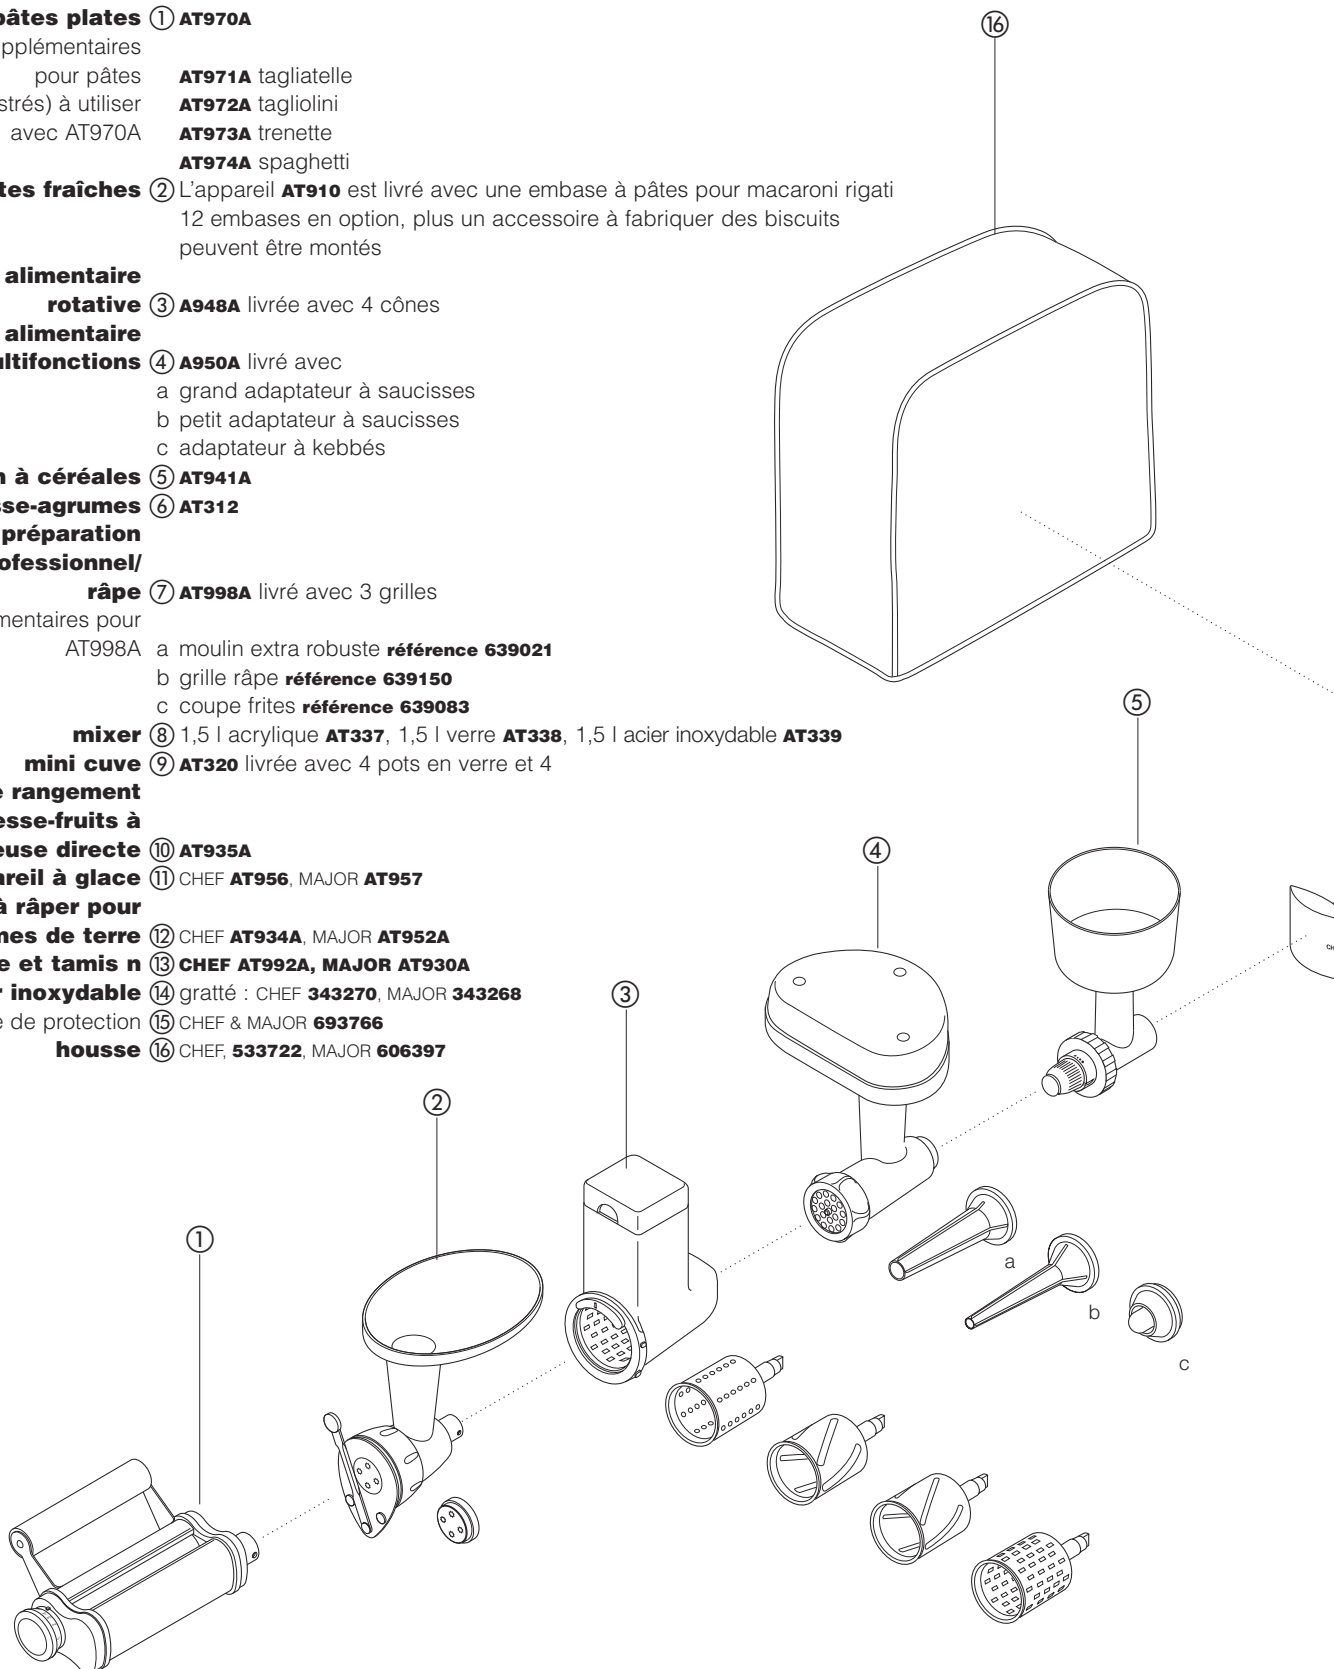 pâtes plates ① AT970A
pplémentaires
pour pâtes AT971A tagliatelle
strés) à utiliser AT972A tagliolini
avec AT970A AT973A trenette
AT974A spaghetti
tes fraîches ② L'appareil AT910 est livré avec une embase à pâtes pour macaroni rigati
12 embases en option, plus un accessoire à fabriquer des biscuits
peuvent être montés
alimentaire
rotative ③ A948A livrée avec 4 cônes
alimentaire
ultifonctions ④ A950A livré avec
a grand adaptateur à saucisses
b petit adaptateur à saucisses
c adaptateur à kebbés
n à céréales ⑤ AT941A
sse-agrumes ⑥ AT312
préparation
ofessionnel/
râpe ⑦ AT998A livré avec 3 grilles
mentaires pour
AT998A a moulin extra robuste référence 639021
b grille râpe référence 639150
c coupe frites référence 639083
mixer ⑧ 1,5 l acrylique AT337, 1,5 l verre AT338, 1,5 l acier inoxydable AT339
mini cuve ⑨ AT320 livrée avec 4 pots en verre et 4
e rangement
esse-fruits à
euse directe ⑩ AT935A
areil à glace ⑪ CHEF AT956, MAJOR AT957
à râper pour
mes de terre ⑫ CHEF AT934A, MAJOR AT952A
e et tamis n ⑬ CHEF AT992A, MAJOR AT930A
r inoxydable ⑭ gratté : CHEF 343270, MAJOR 343268
e de protection ⑮ CHEF & MAJOR 693766
housse ⑯ CHEF, 533722, MAJOR 606397
⑯
⑤
④
CH
③
②
①
a
b
c